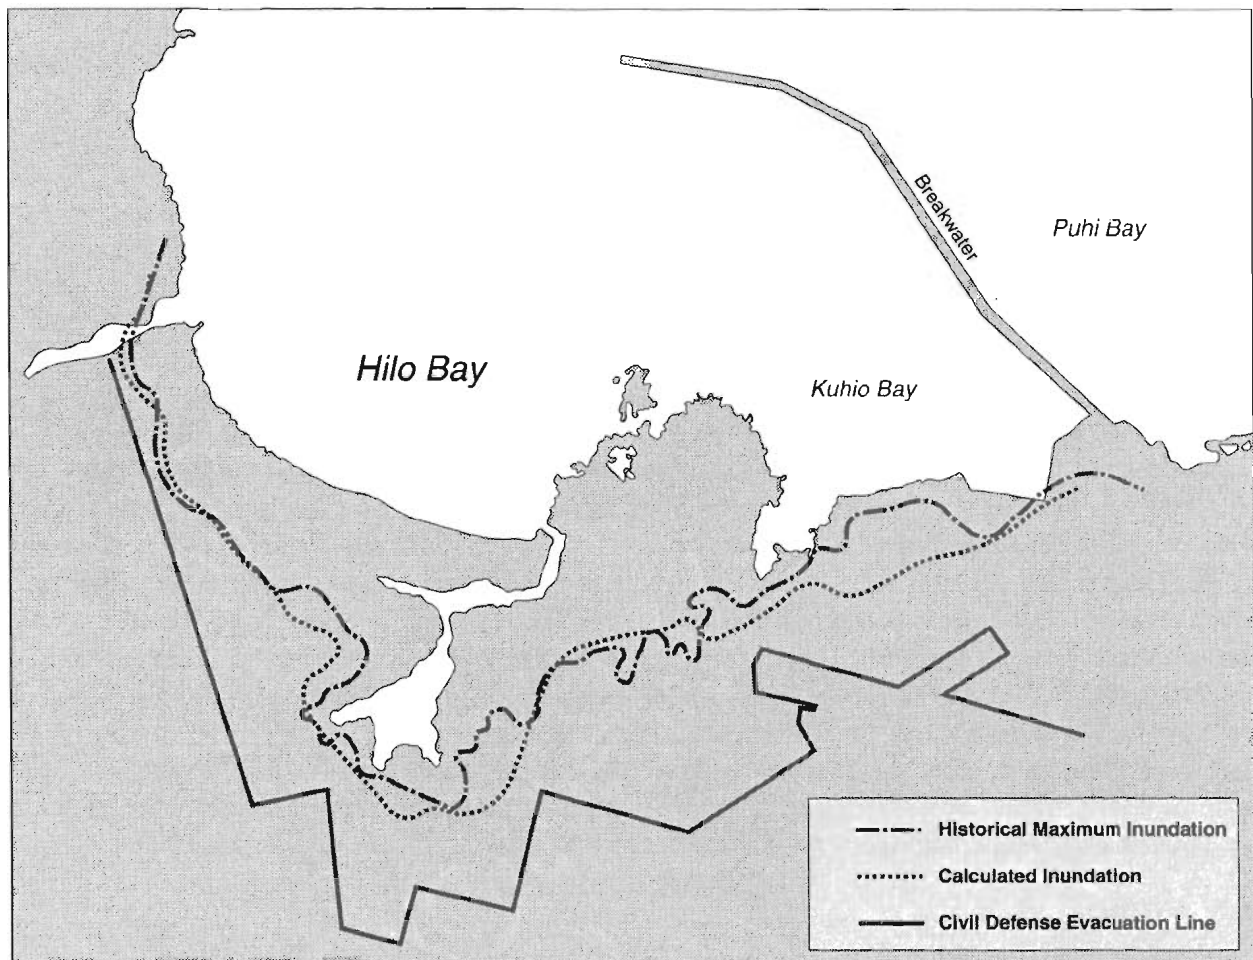 Breakwater
Puhi Bay
Hilo Bay
Kuhio Bay
Historical Maximum Inundation
Calculated Inundation
Civil Defense Evacuation Line